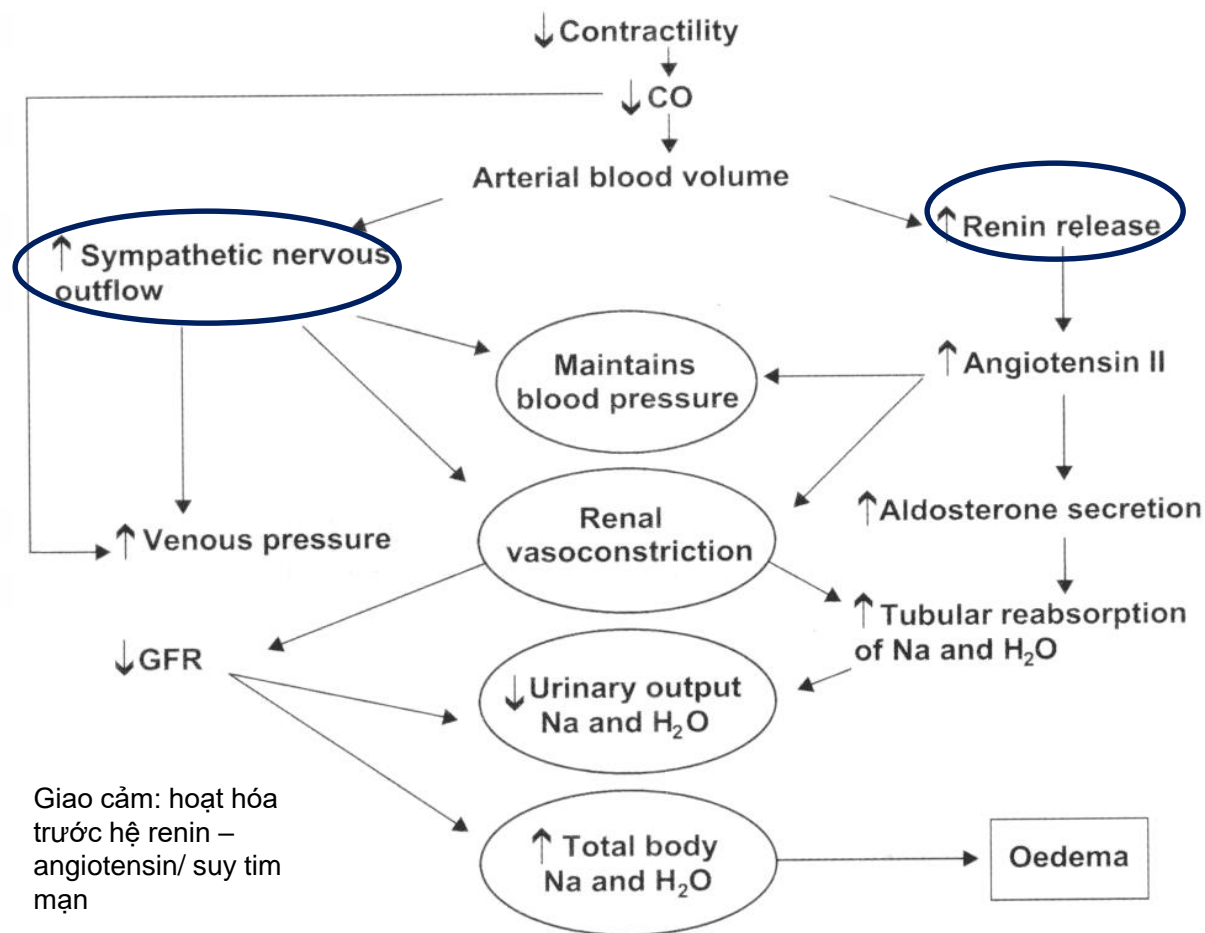 ↓Contractility
↓CO
Arterial blood volume
↑ Sympathetic nervous
outflow
↑ Renin release
Maintains
blood pressure
↑ Angiotensin II
↑ Venous pressure
Renal
vasoconstriction
↑Aldosterone secretion
↑ Tubular reabsorption
of Na and H₂O
↓GFR
↓ Urinary output
Na and H₂O
Giao cảm: hoạt hóa
trước hệ renin –
angiotensin/ suy tim
mạn
↑ Total body
Na and H₂O
Oedema